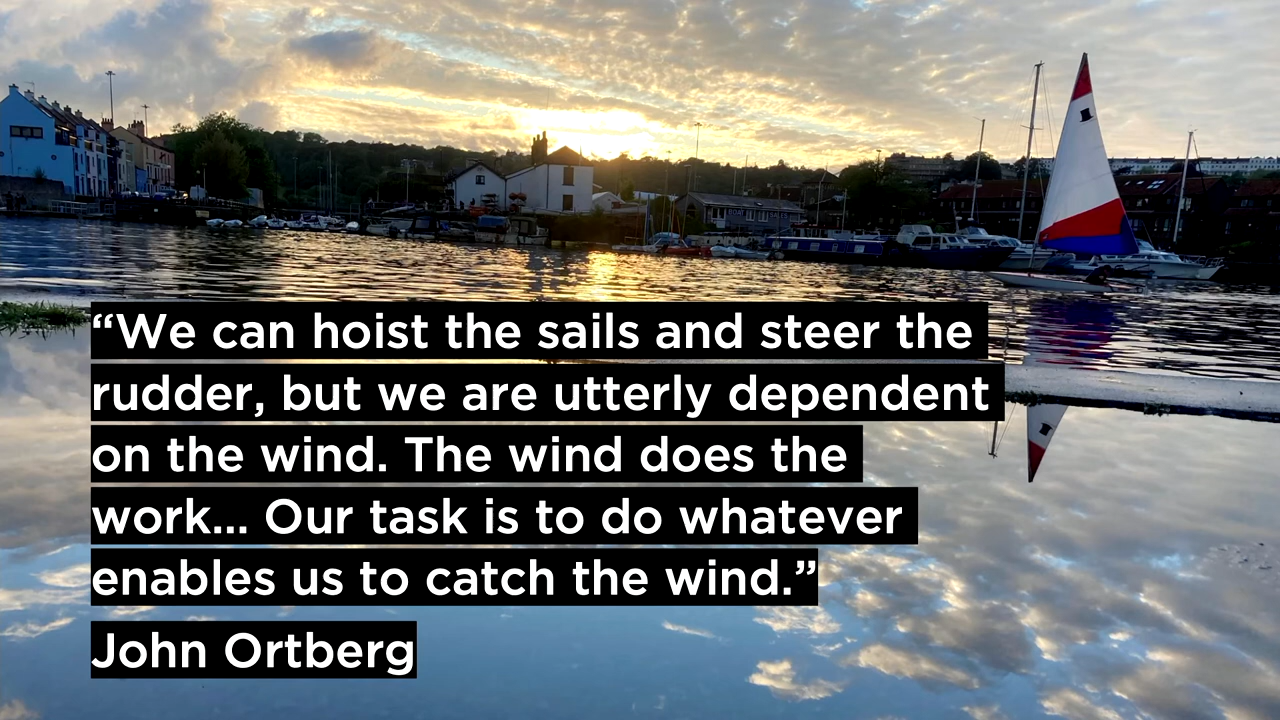 “We can hoist the sails and steer the
rudder, but we are utterly dependent
on the wind. The wind does the
work... Our task is to do whatever
enables us to catch the wind.”
John Ortberg